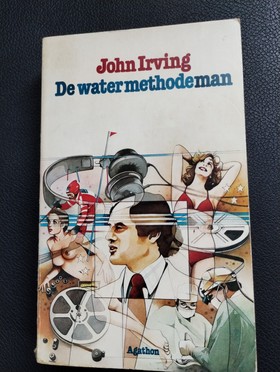 John Irving
De watermethodeman
Agathon